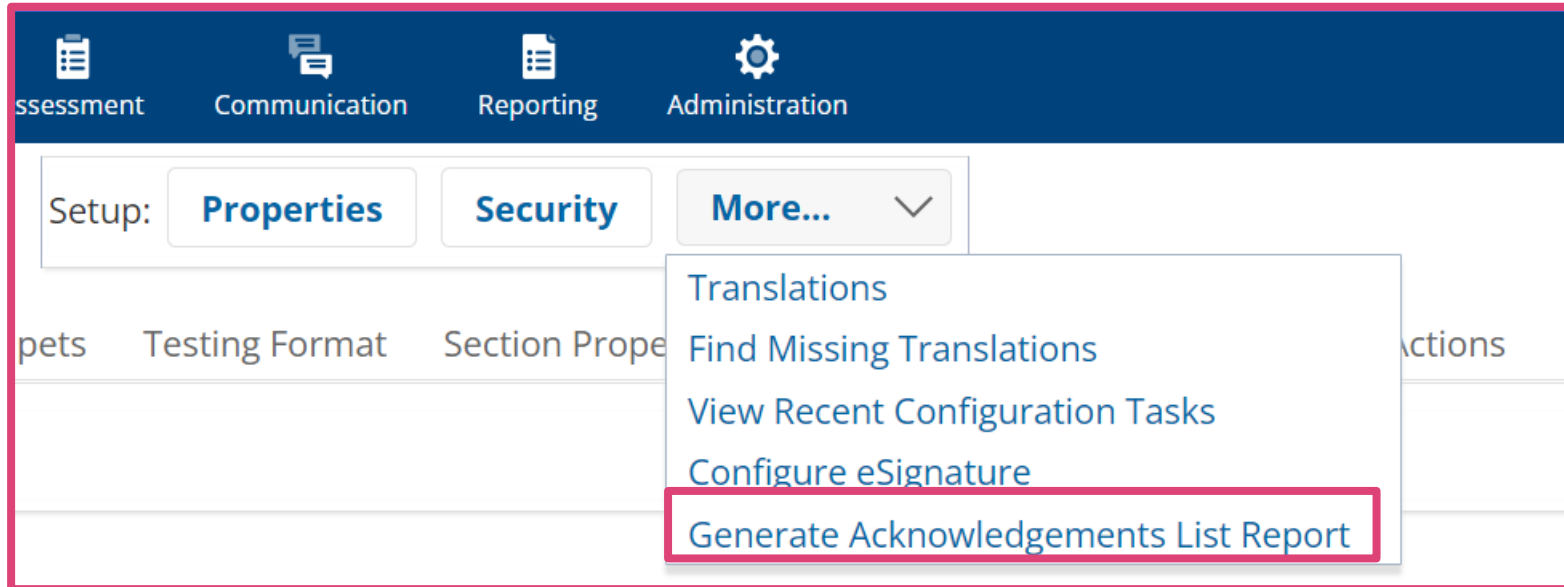 ssessment Communication Reporting Administration
Setup: Properties Security More...
Translations
pets Testing Format Section Prope Find Missing Translations Actions
View Recent Configuration Tasks
Configure eSignature
Generate Acknowledgements List Report